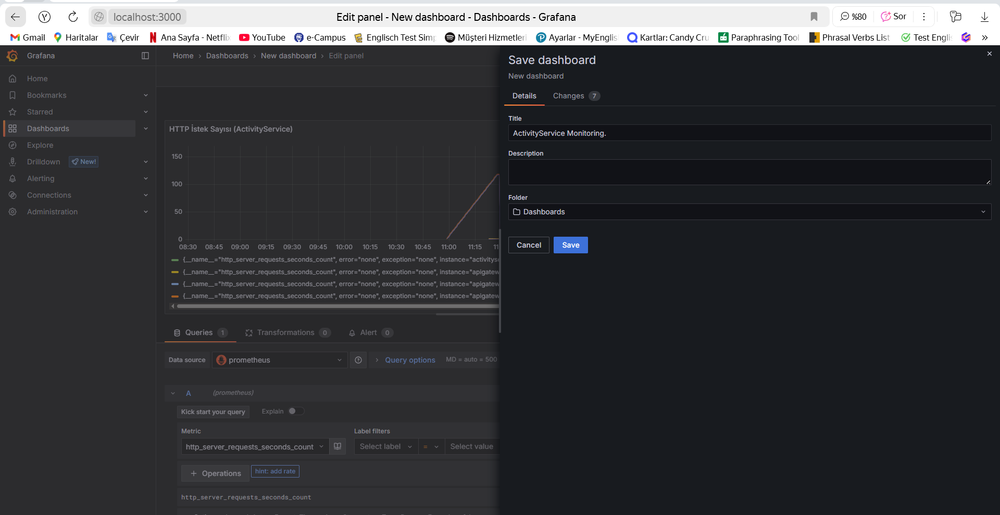 localhost:3000
Edit panel - New dashboard - Dashboards - Grafana
%80
Sor
Gmail
Haritalar
Çevir
Ana Sayfa - Netflix
YouTube
e-Campus
Englisch Test Simp
Müşteri Hizmetleri
Ayarlar - MyEnglis
Kartlar: Candy Cru
Paraphrasing Tool
Phrasal Verbs List
Test Englis
»
Grafana
Home
Bookmarks
Starred
Dashboards
Explore
Drilldown New!
Alerting
Connections
Administration
Home › Dashboards › New dashboard › Edit panel
HTTP İstek Sayısı (ActivityService)
150
100
50
0
08:30 08:45 09:00 09:15 09:30 09:45 10:00 10:15 10:30 10:45 11:00 11:15 11
{__name__="http_server_requests_seconds_count", error="none", exception="none", instance="activityse
{__name__="http_server_requests_seconds_count", error="none", exception="none", instance="apigatew
{__name__="http_server_requests_seconds_count", error="none", exception="none", instance="apigatew
{__name__="http_server_requests_seconds_count", error="none", exception="none", instance="apigatew
Queries 1
Transformations 0
Alert 0
Data source
prometheus
Query options
MD = auto = 500
A
(prometheus)
Kick start your query
Explain
Metric
Label filters
http_server_requests_seconds_count
Select label
=
Select value
+ Operations
hint: add rate
http_server_requests_seconds_count
Save dashboard
New dashboard
Details
Changes 7
Title
ActivityService Monitoring.
Description
Folder
Dashboards
Cancel
Save